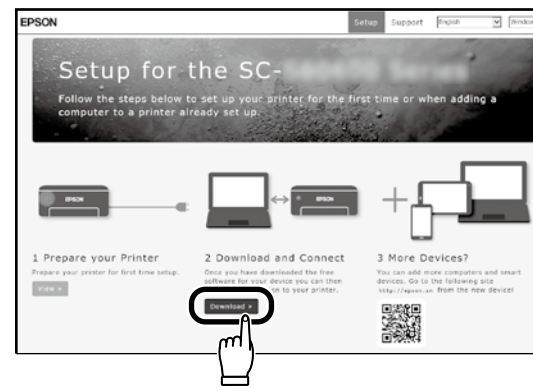 EPSON
Setup Support English Window
Setup for the SC-
Follow the steps below to set up your printer for the first time or when adding a
computer to a printer already set up.
EPSON
EPSON
1 Prepare your Printer
Prepare your printer for first time setup.
View »
2 Download and Connect
Once you have downloaded the free
software for your device you can then
on to your printer.
Download »
3 More Devices?
You can add more computers and smart
devices. Go to the following site
http://epson.sn from the new device!